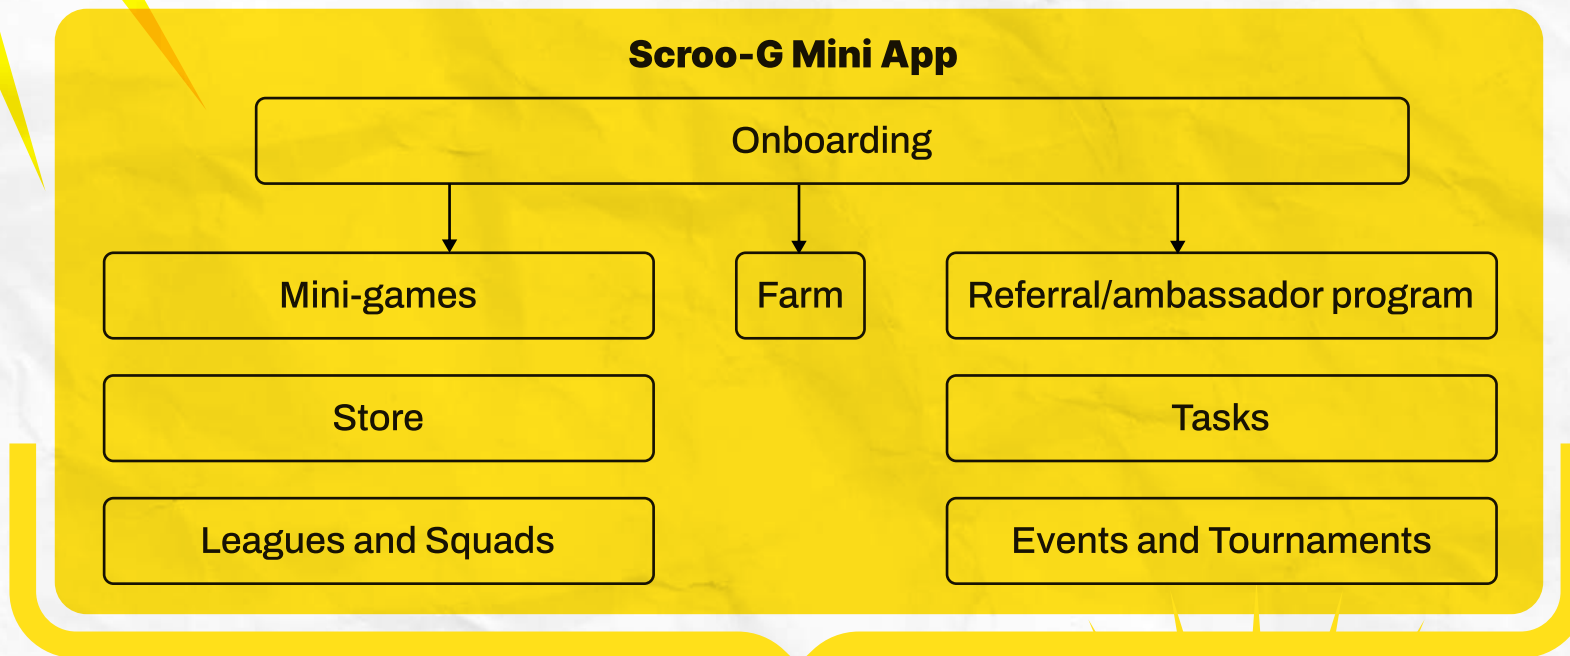 Scroo-G Mini App
Onboarding
Mini-games
Farm
Referral/ambassador program
Store
Tasks
Leagues and Squads
Events and Tournaments